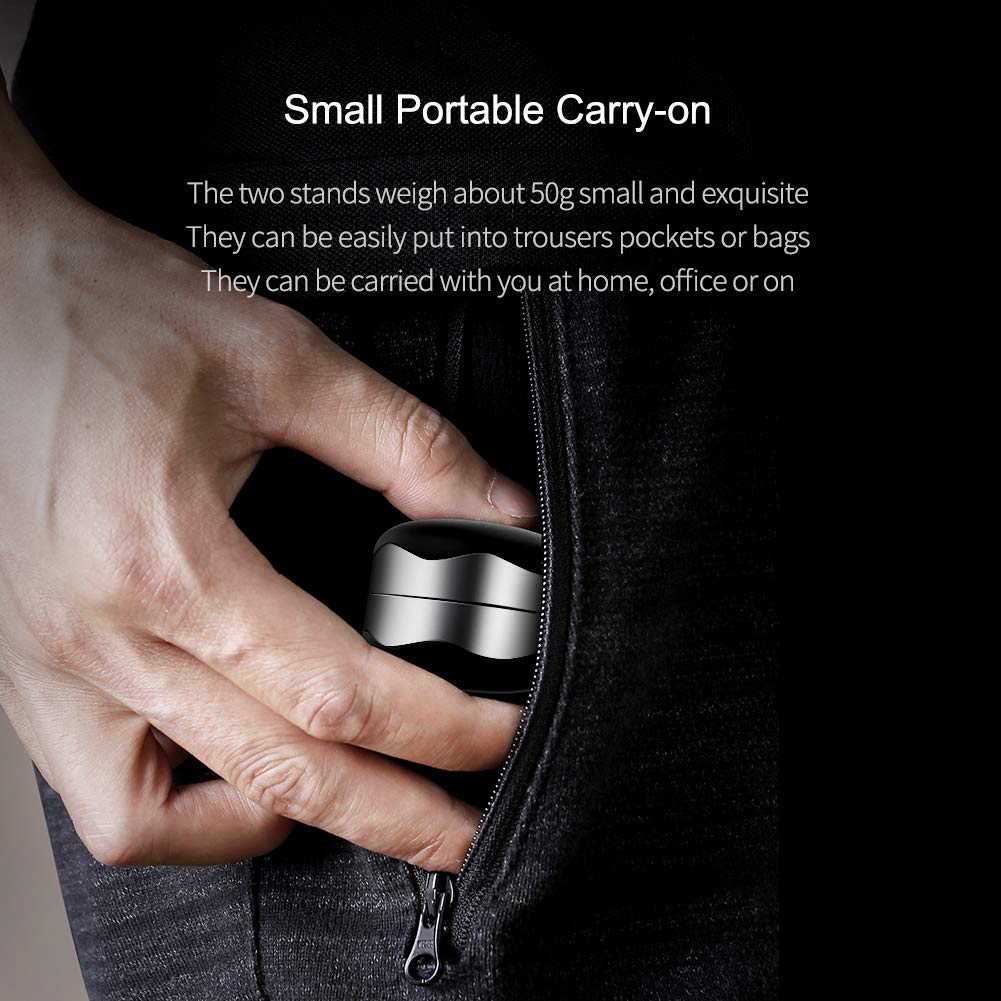 Small Portable Carry-on
The two stands weigh about 50g small and exquisite
They can be easily put into trousers pockets or bags
They can be carried with you at home, office or on